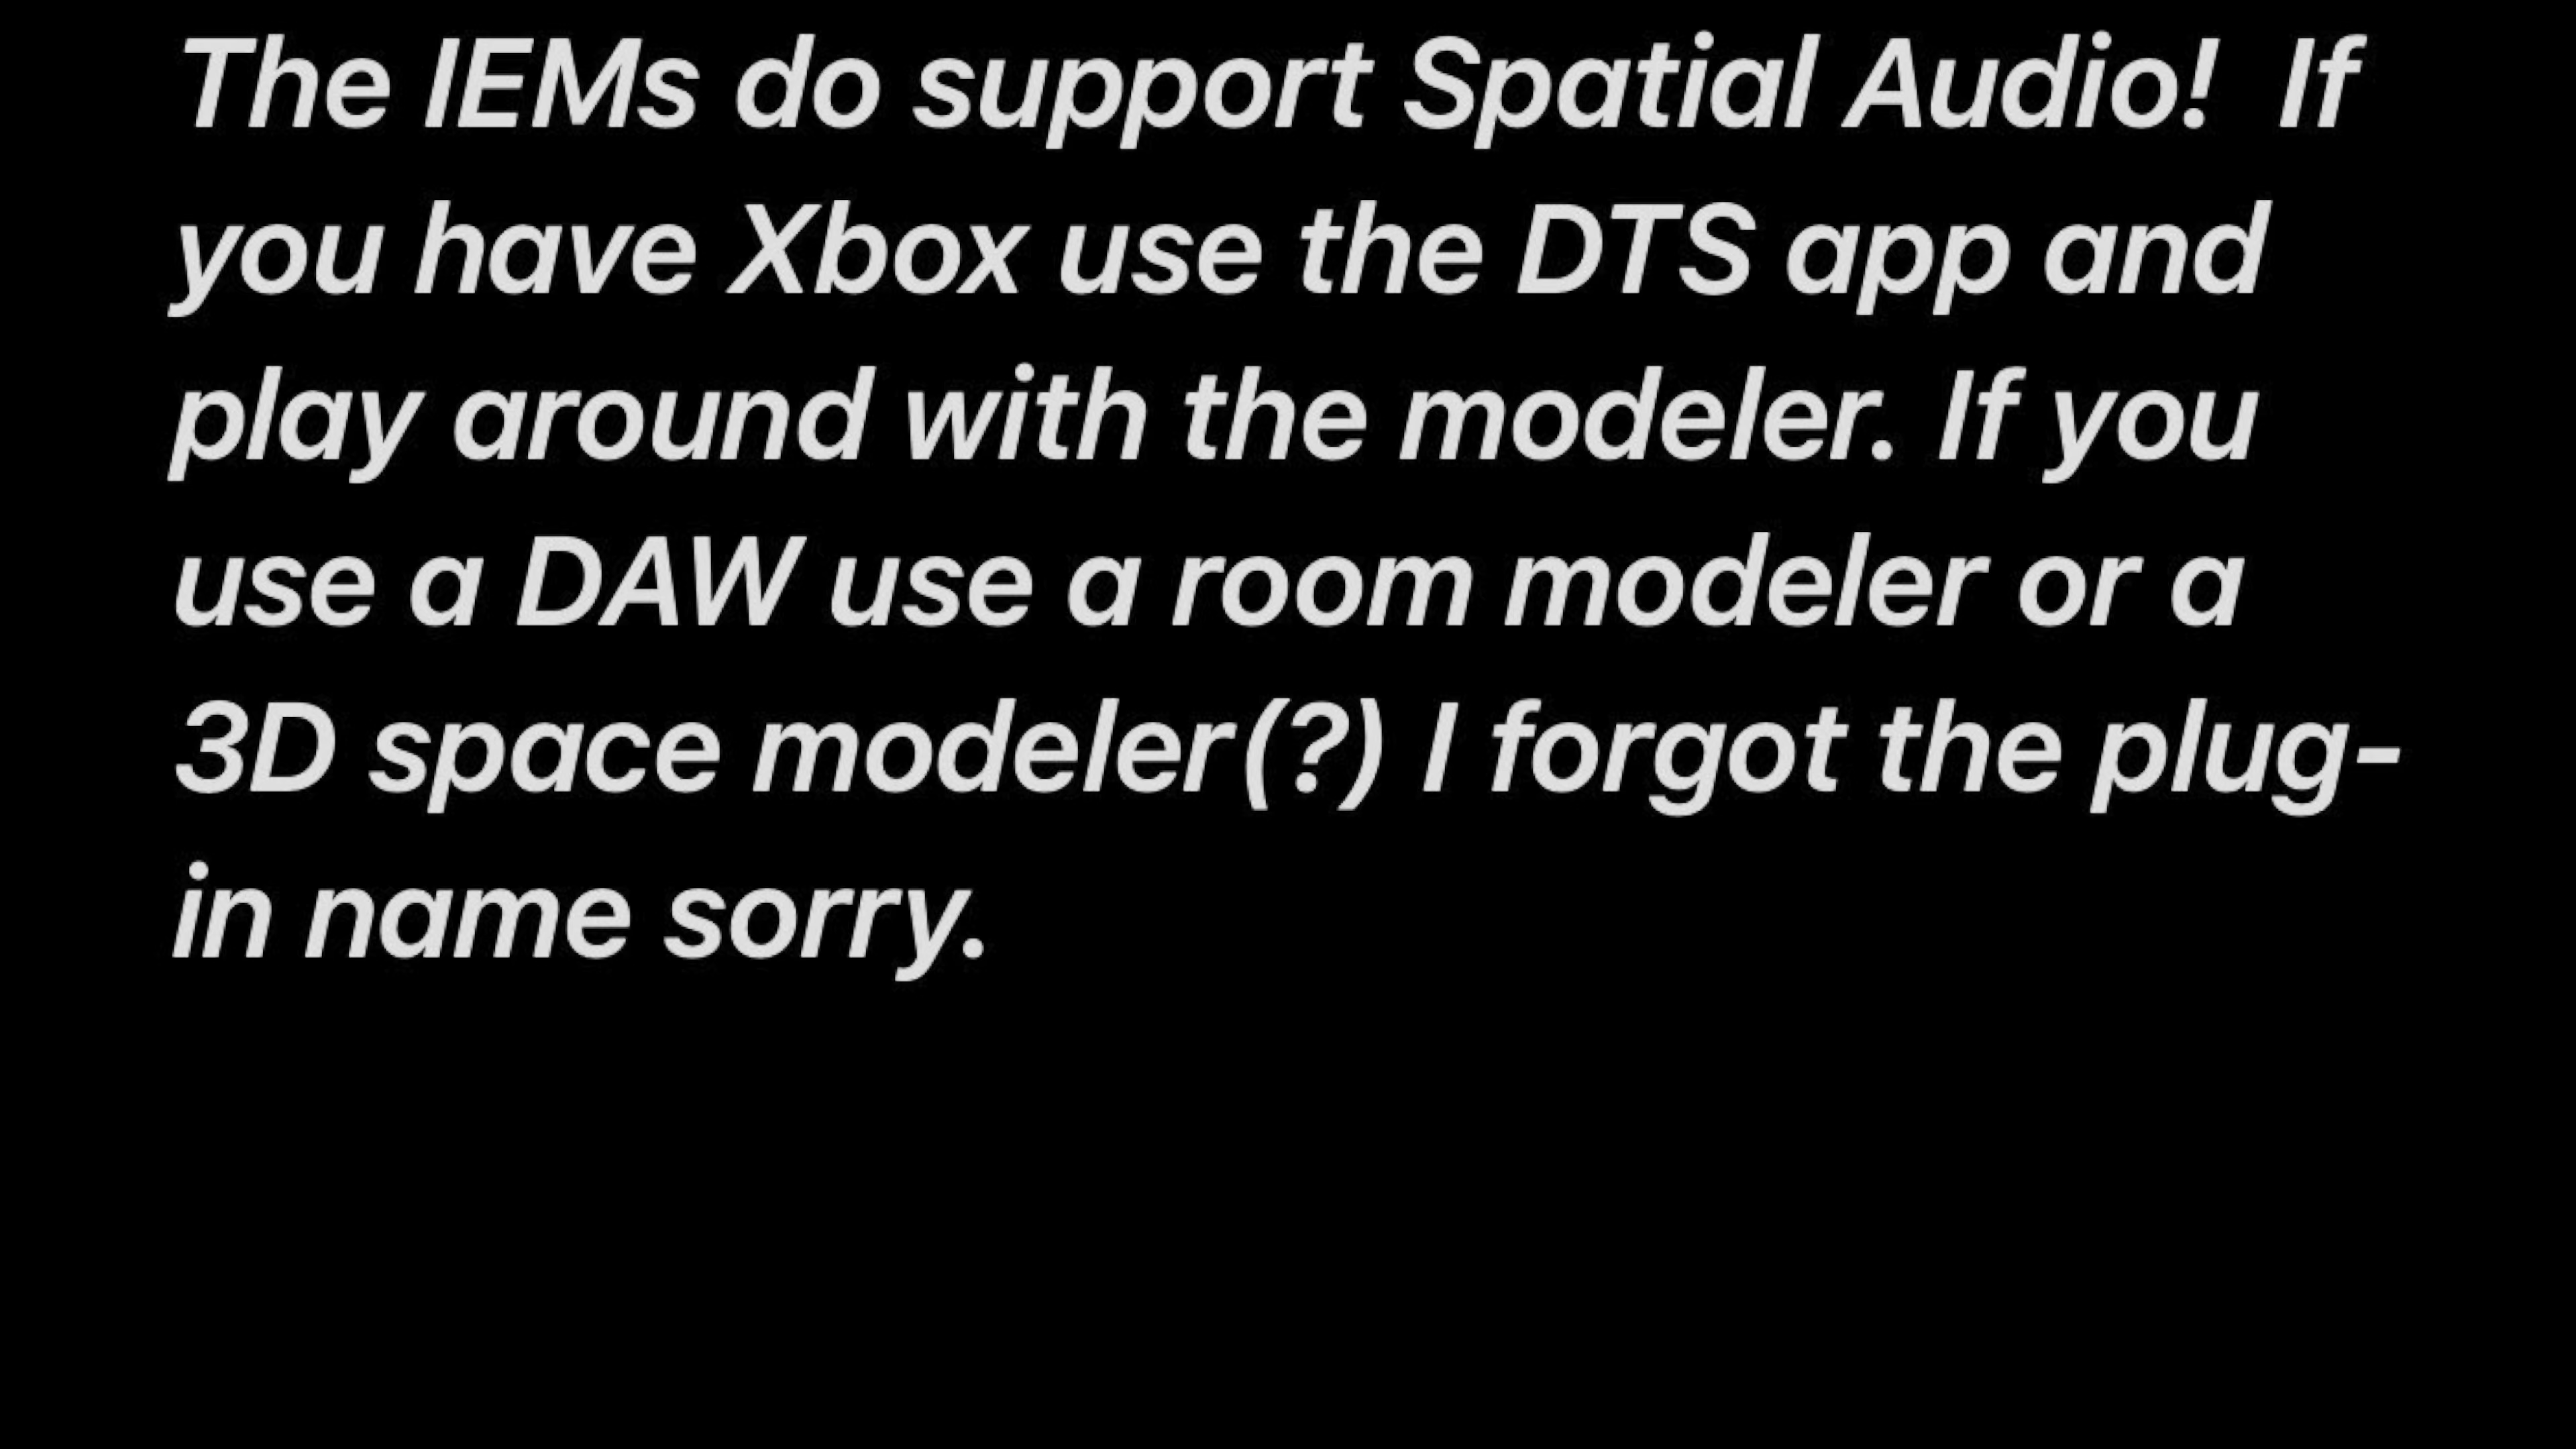 The IEMs do support Spatial Audio!  If
you have Xbox use the DTS app and
play around with the modeler. If you
use a DAW use a room modeler or a
3D space modeler(?) I forgot the plug-
in name sorry.